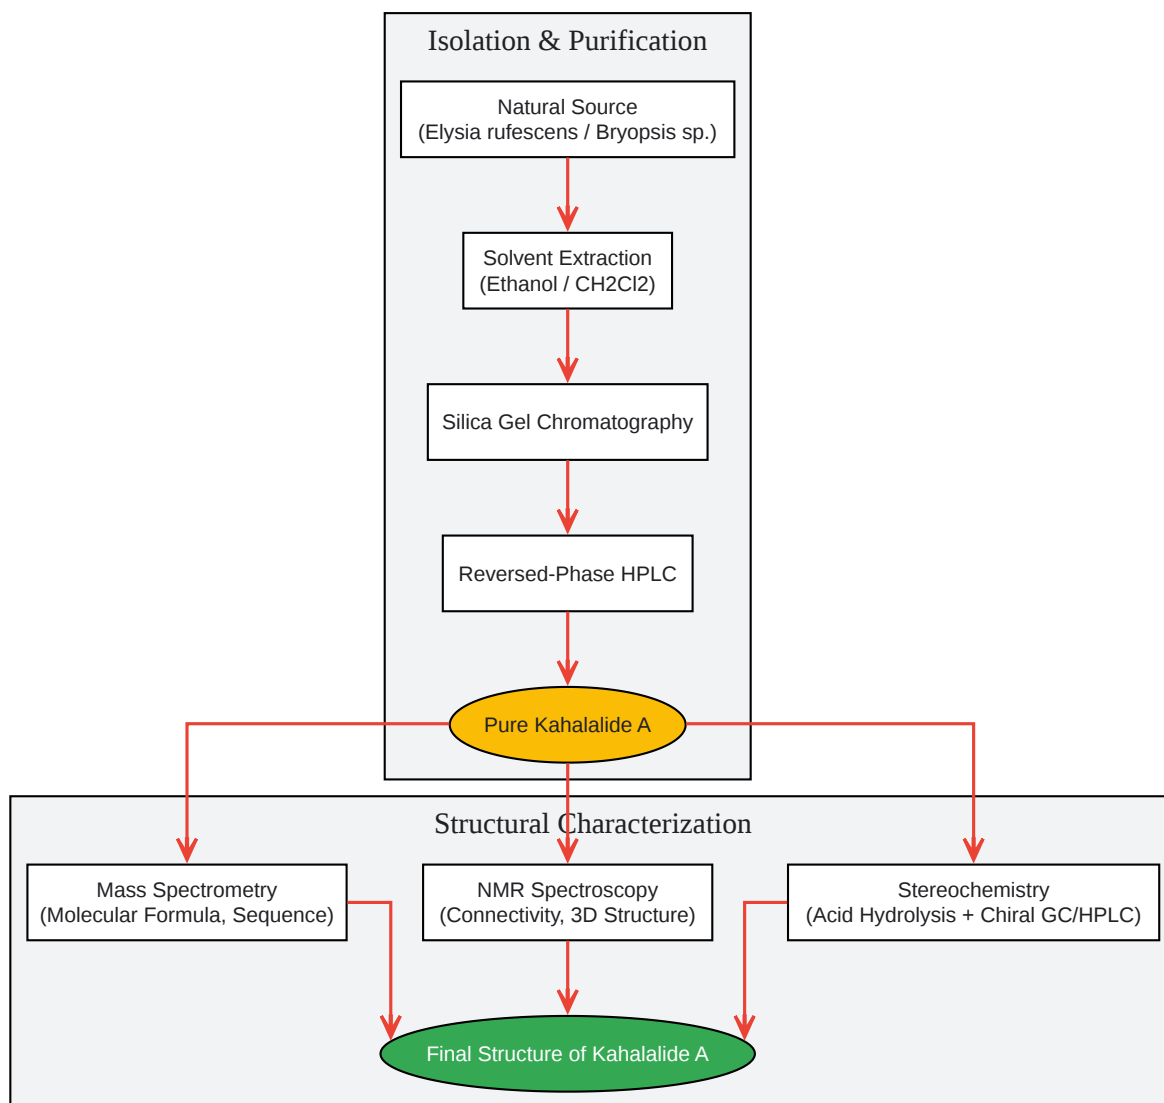 Isolation & Purification
Natural Source
(Elysia rufescens / Bryopsis sp.)
Solvent Extraction
(Ethanol / CH2Cl2)
Silica Gel Chromatography
Reversed-Phase HPLC
Pure Kahalalide A
Structural Characterization
Mass Spectrometry
(Molecular Formula, Sequence)
NMR Spectroscopy
(Connectivity, 3D Structure)
Stereochemistry
(Acid Hydrolysis + Chiral GC/HPLC)
Final Structure of Kahalalide A